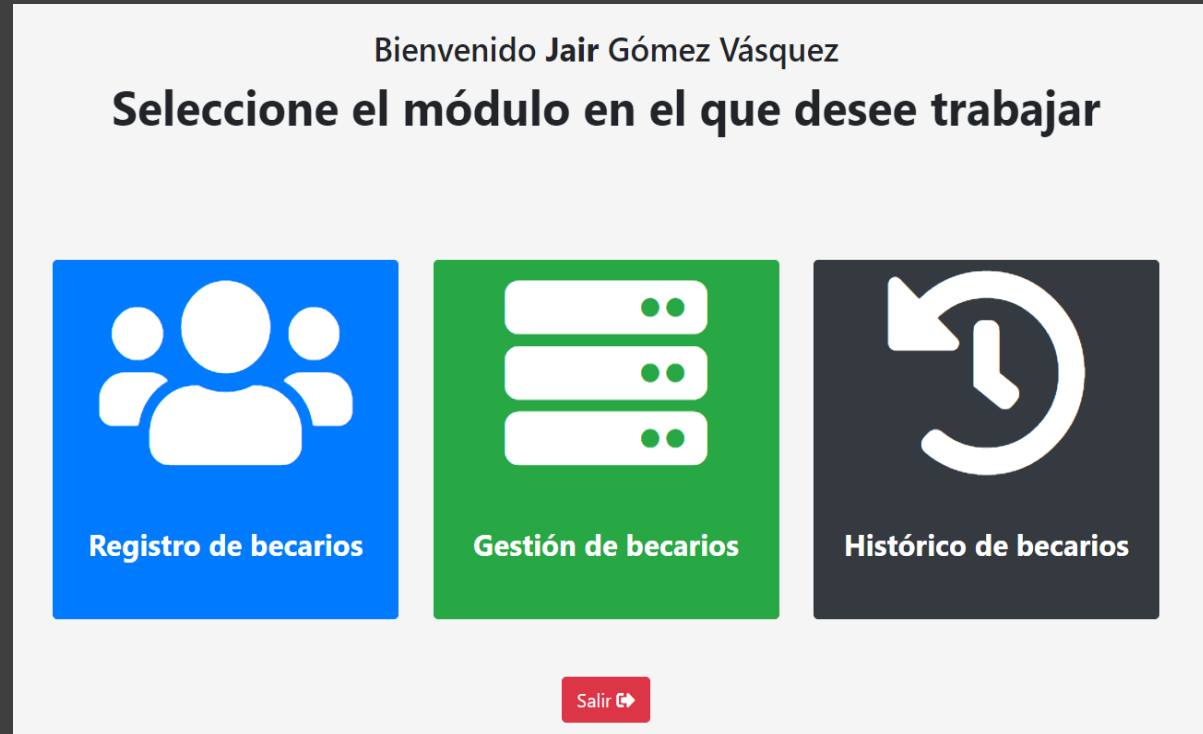 Bienvenido Jair Gómez Vásquez
Seleccione el módulo en el que desee trabajar
Registro de becarios
Gestión de becarios
Histórico de becarios
Salir